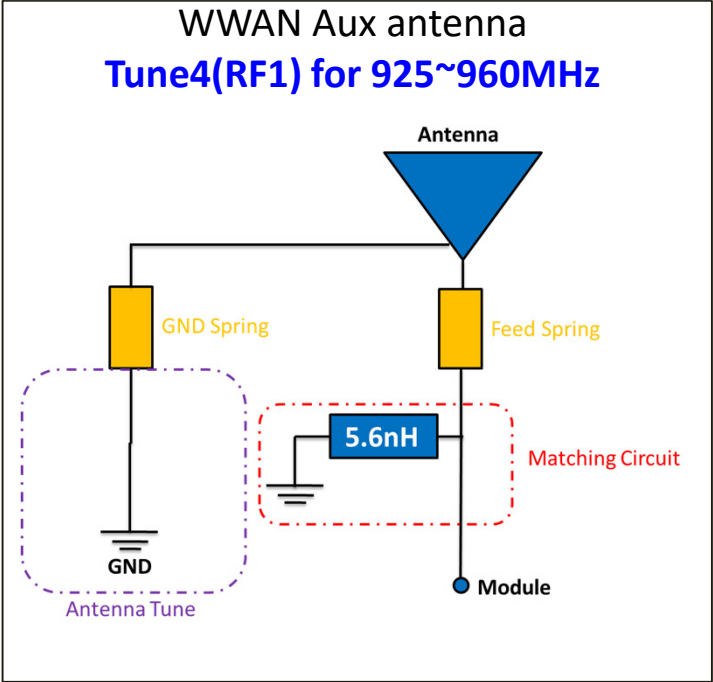 WWAN Aux antenna
Tune4(RF1) for 925~960MHz
Antenna
GND Spring
Feed Spring
5.6nH
Matching Circuit
GND
Module
Antenna Tune